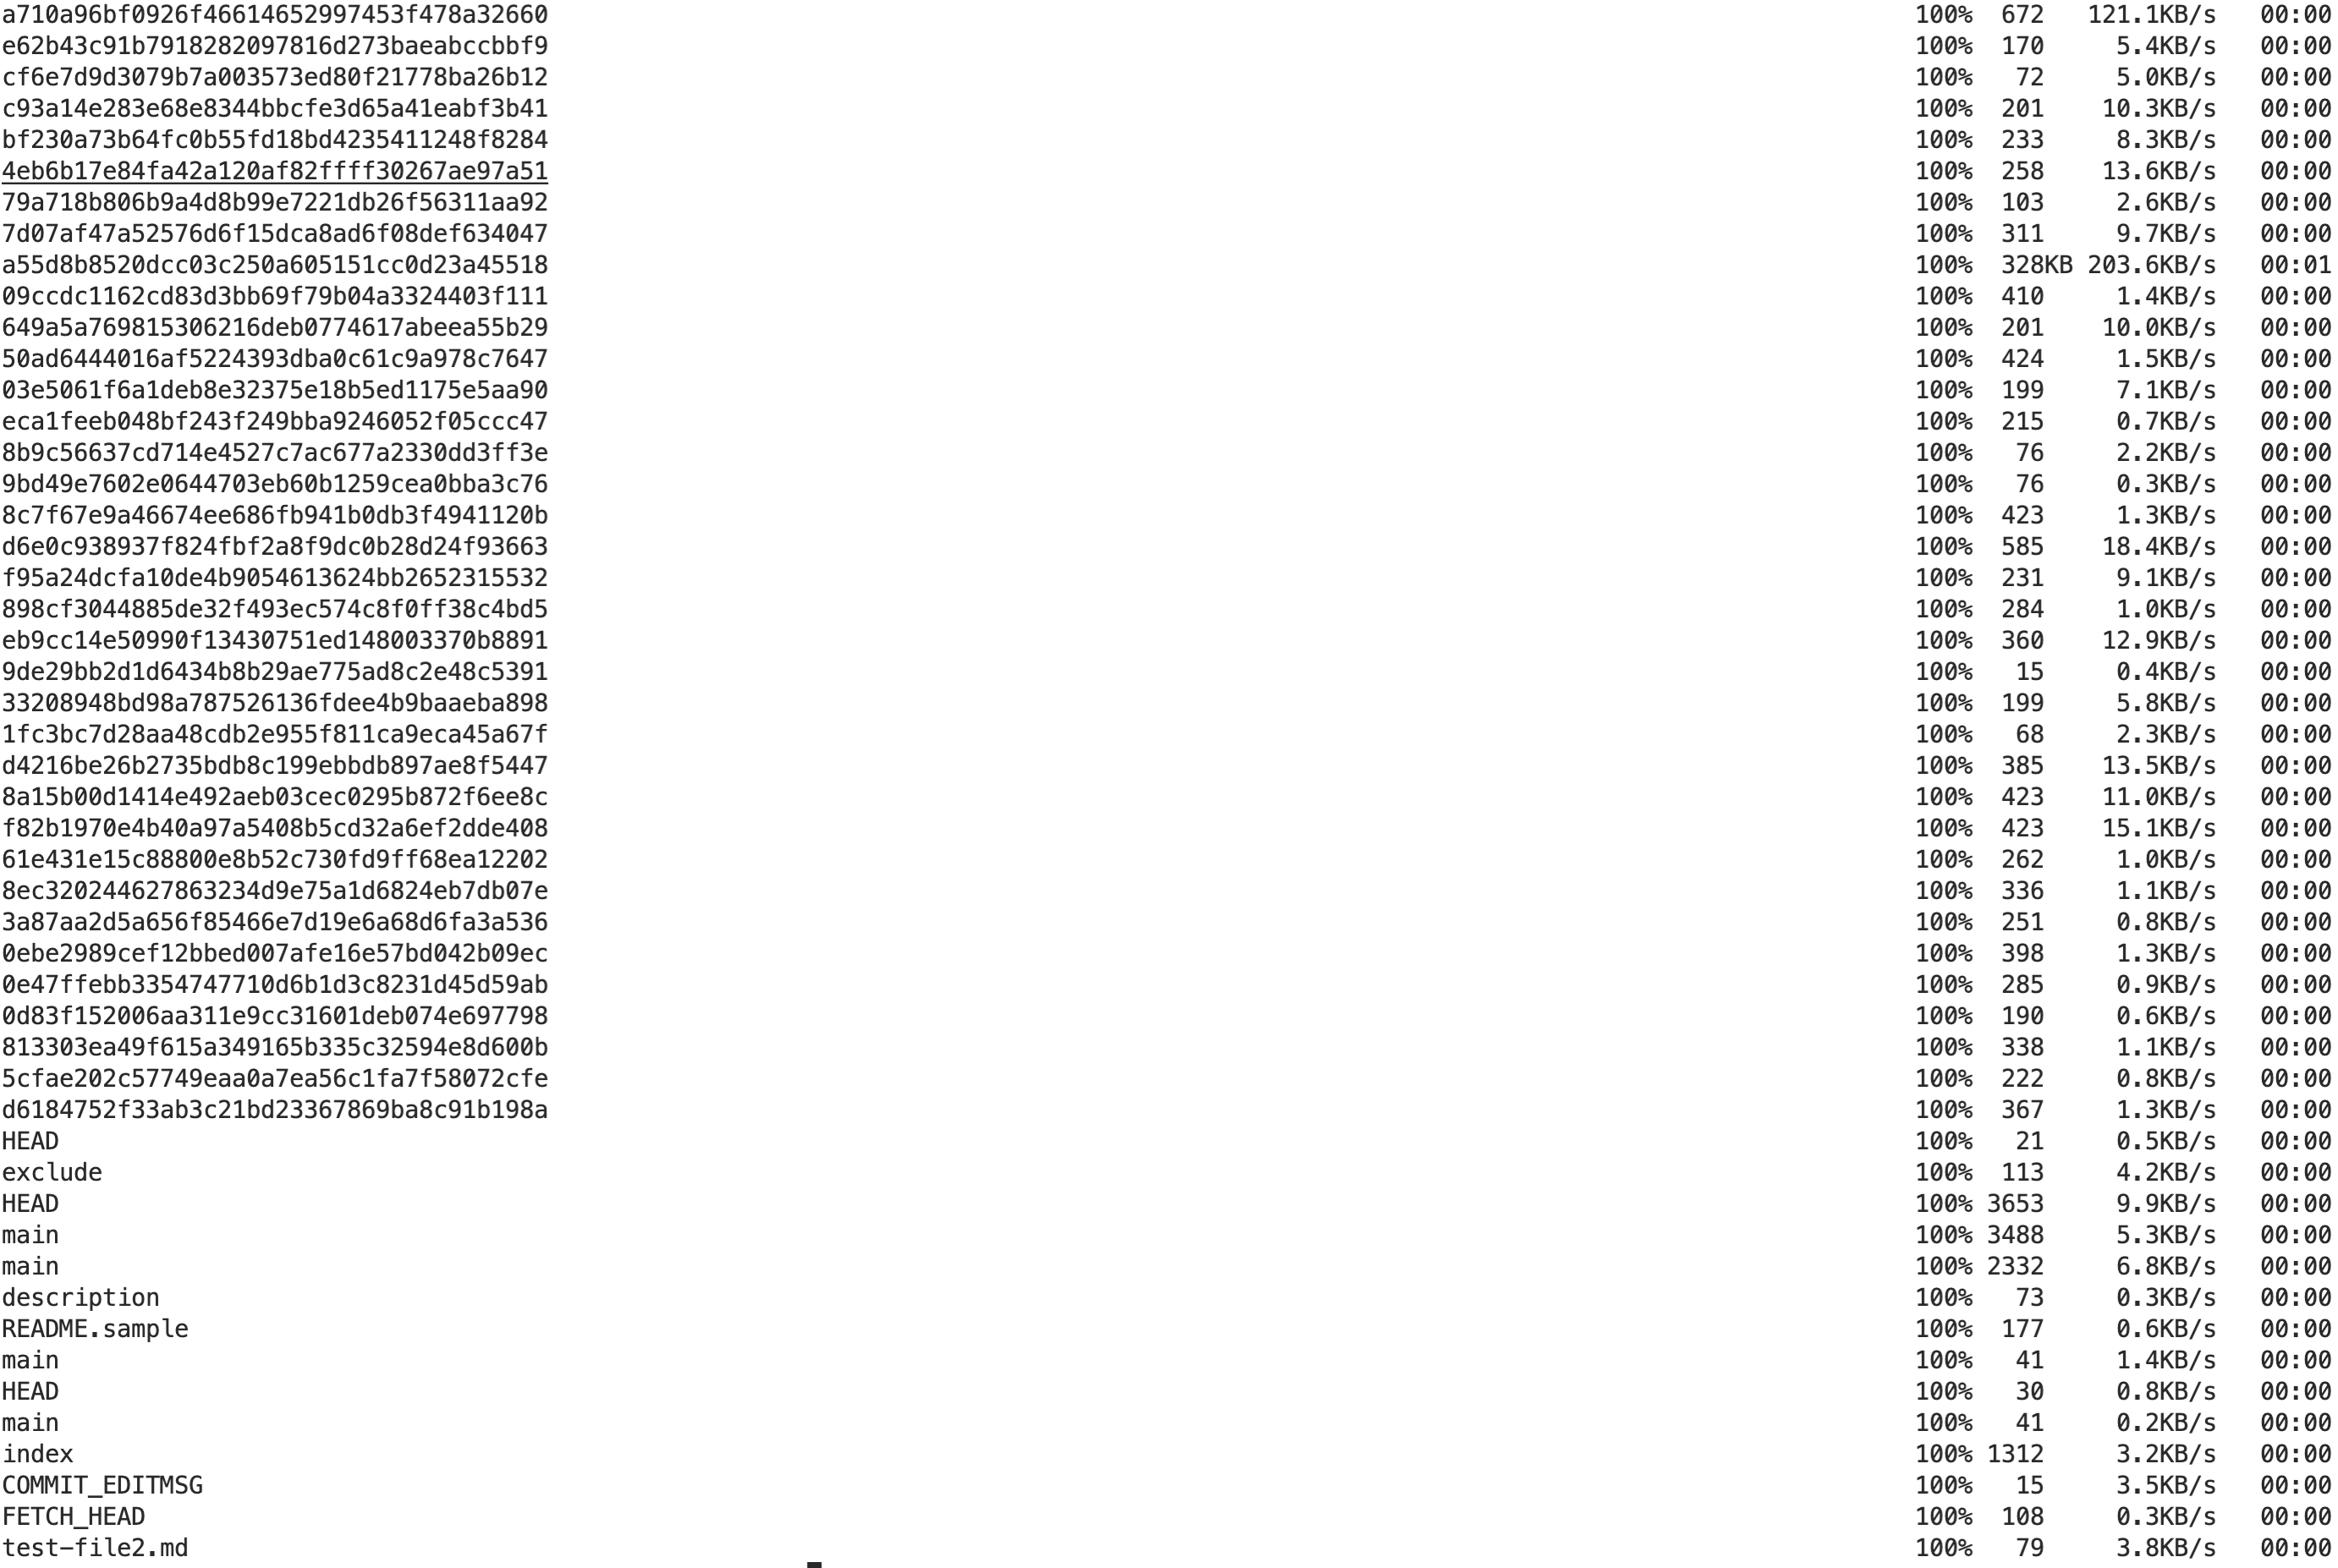 a710a96bf0926f46614652997453f478a32660 100% 672 121.1KB/s 00:00
e62b43c91b7918282097816d273baeabccbbf9 100% 170 5.4KB/s 00:00
cf6e7d9d3079b7a003573ed80f21778ba26b12 100% 72 5.0KB/s 00:00
c93a14e283e68e8344bbcfe3d65a41eabf3b41 100% 201 10.3KB/s 00:00
bf230a73b64fc0b55fd18bd4235411248f8284 100% 233 8.3KB/s 00:00
4eb6b17e84fa42a120af82ffff30267ae97a51 100% 258 13.6KB/s 00:00
79a718b806b9a4d8b99e7221db26f56311aa92 100% 103 2.6KB/s 00:00
7d07af47a52576d6f15dca8ad6f08def634047 100% 311 9.7KB/s 00:00
a55d8b8520dcc03c250a605151cc0d23a45518 100% 328KB 203.6KB/s 00:01
09ccdc1162cd83d3bb69f79b04a3324403f111 100% 410 1.4KB/s 00:00
649a5a769815306216deb0774617abeea55b29 100% 201 10.0KB/s 00:00
50ad6444016af5224393dba0c61c9a978c7647 100% 424 1.5KB/s 00:00
03e5061f6a1deb8e32375e18b5ed1175e5aa90 100% 199 7.1KB/s 00:00
eca1feeb048bf243f249bba9246052f05ccc47 100% 215 0.7KB/s 00:00
8b9c56637cd714e4527c7ac677a2330dd3ff3e 100% 76 2.2KB/s 00:00
9bd49e7602e0644703eb60b1259cea0bba3c76 100% 76 0.3KB/s 00:00
8c7f67e9a46674ee686fb941b0db3f4941120b 100% 423 1.3KB/s 00:00
d6e0c938937f824fbf2a8f9dc0b28d24f93663 100% 585 18.4KB/s 00:00
f95a24dcfa10de4b9054613624bb2652315532 100% 231 9.1KB/s 00:00
898cf3044885de32f493ec574c8f0ff38c4bd5 100% 284 1.0KB/s 00:00
eb9cc14e50990f13430751ed148003370b8891 100% 360 12.9KB/s 00:00
9de29bb2d1d6434b8b29ae775ad8c2e48c5391 100% 15 0.4KB/s 00:00
33208948bd98a787526136fdee4b9baaeba898 100% 199 5.8KB/s 00:00
1fc3bc7d28aa48cdb2e955f811ca9eca45a67f 100% 68 2.3KB/s 00:00
d4216be26b2735bdb8c199ebbdb897ae8f5447 100% 385 13.5KB/s 00:00
8a15b00d1414e492aeb03cec0295b872f6ee8c 100% 423 11.0KB/s 00:00
f82b1970e4b40a97a5408b5cd32a6ef2dde408 100% 423 15.1KB/s 00:00
61e431e15c88800e8b52c730fd9ff68ea12202 100% 262 1.0KB/s 00:00
8ec320244627863234d9e75a1d6824eb7db07e 100% 336 1.1KB/s 00:00
3a87aa2d5a656f85466e7d19e6a68d6fa3a536 100% 251 0.8KB/s 00:00
0ebe2989cef12bbed007afe16e57bd042b09ec 100% 398 1.3KB/s 00:00
0e47ffebb3354747710d6b1d3c8231d45d59ab 100% 285 0.9KB/s 00:00
0d83f152006aa311e9cc31601deb074e697798 100% 190 0.6KB/s 00:00
813303ea49f615a349165b335c32594e8d600b 100% 338 1.1KB/s 00:00
5cfae202c57749eaa0a7ea56c1fa7f58072cfe 100% 222 0.8KB/s 00:00
d6184752f33ab3c21bd23367869ba8c91b198a 100% 367 1.3KB/s 00:00
HEAD 100% 21 0.5KB/s 00:00
exclude 100% 113 4.2KB/s 00:00
HEAD 100% 3653 9.9KB/s 00:00
main 100% 3488 5.3KB/s 00:00
main 100% 2332 6.8KB/s 00:00
description 100% 73 0.3KB/s 00:00
README.sample 100% 177 0.6KB/s 00:00
main 100% 41 1.4KB/s 00:00
HEAD 100% 30 0.8KB/s 00:00
main 100% 41 0.2KB/s 00:00
index 100% 1312 3.2KB/s 00:00
COMMIT_EDITMSG 100% 15 3.5KB/s 00:00
FETCH_HEAD 100% 108 0.3KB/s 00:00
test-file2.md 100% 79 3.8KB/s 00:00